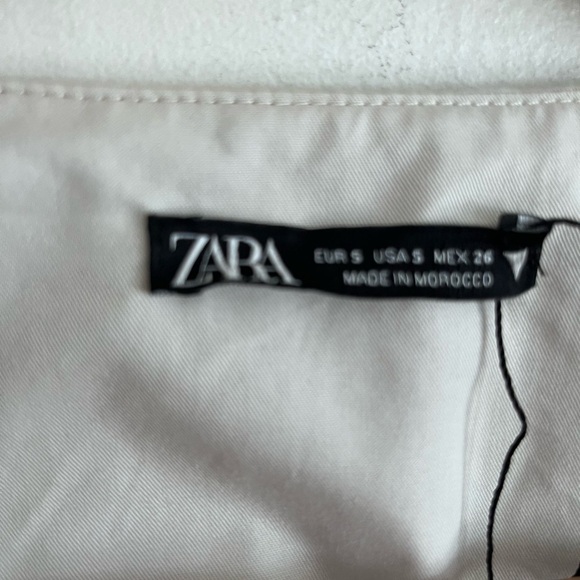 ZARA
EUR S USA S MEX 26
MADE IN MOROCCO